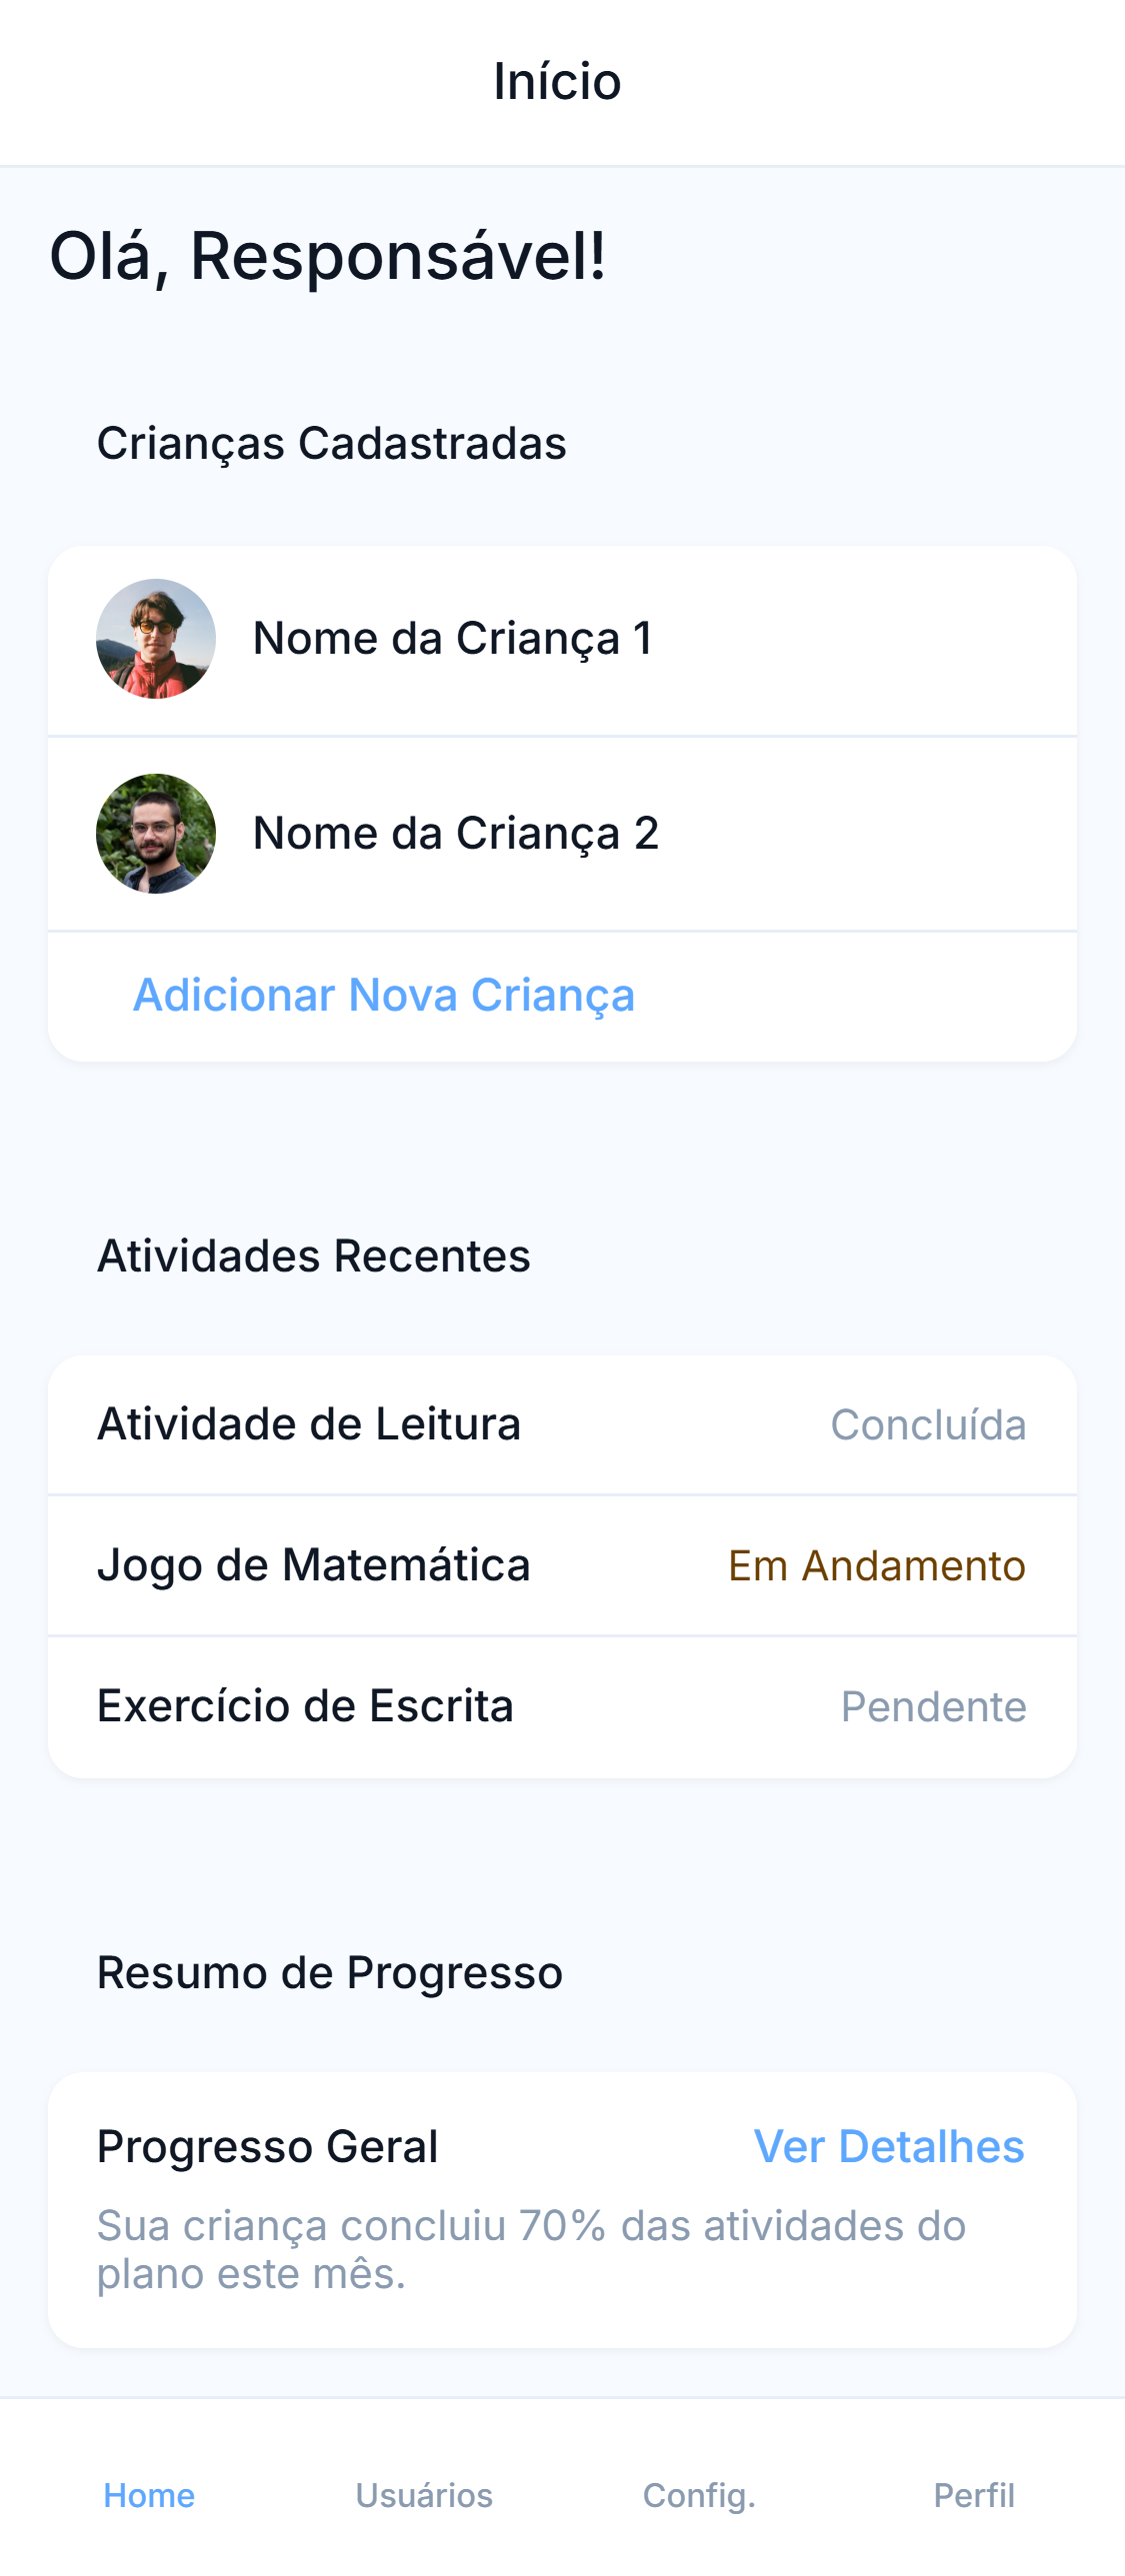 Início
Olá, Responsável!
Crianças Cadastradas
Nome da Criança 1
Nome da Criança 2
Adicionar Nova Criança
Atividades Recentes
Atividade de Leitura Concluída
Jogo de Matemática Em Andamento
Exercício de Escrita Pendente
Resumo de Progresso
Progresso Geral Ver Detalhes
Sua criança concluiu 70% das atividades do
plano este mês.
Home Usuários Config. Perfil